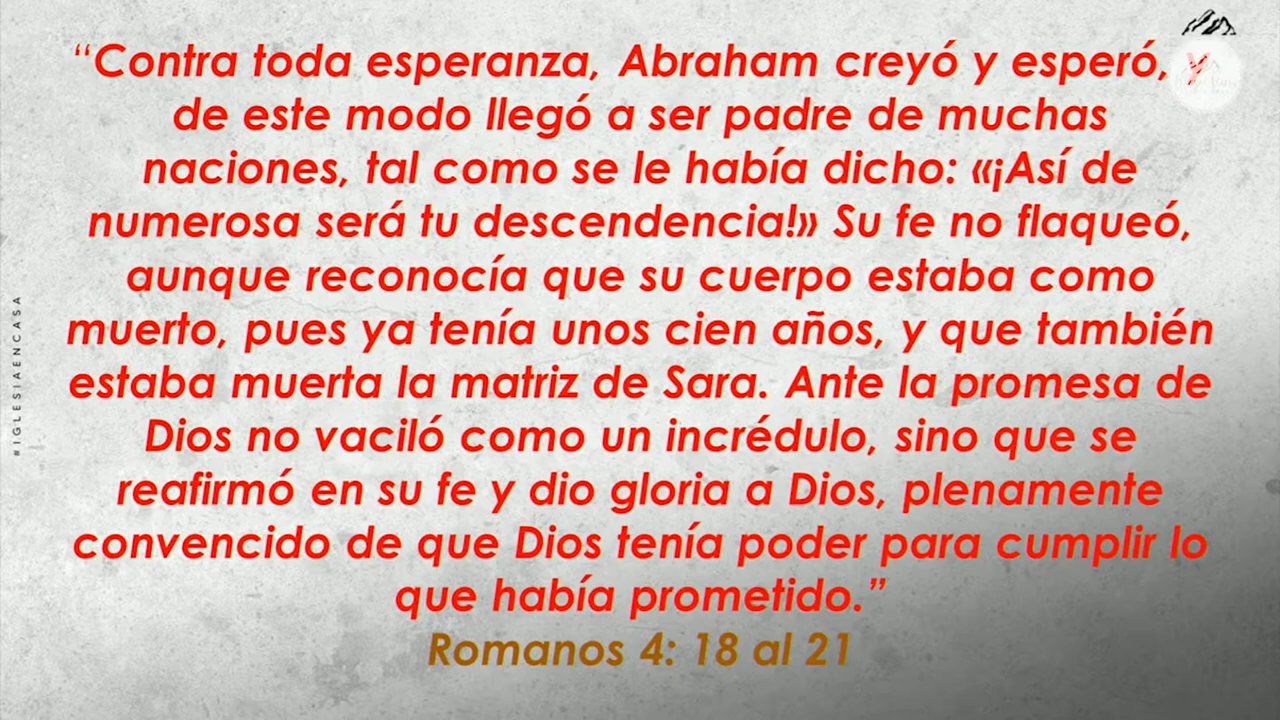 “Contra toda esperanza, Abraham creyó y esperó, y
de este modo llegó a ser padre de muchas
naciones, tal como se le había dicho: «¡Así de
numerosa será tu descendencia!» Su fe no flaqueó,
aunque reconocía que su cuerpo estaba como
muerto, pues ya tenía unos cien años, y que también
estaba muerta la matriz de Sara. Ante la promesa de
Dios no vaciló como un incrédulo, sino que se
reafirmó en su fe y dio gloria a Dios, plenamente
convencido de que Dios tenía poder para cumplir lo
que había prometido.”
Romanos 4: 18 al 21
#IGLESIAENCASA